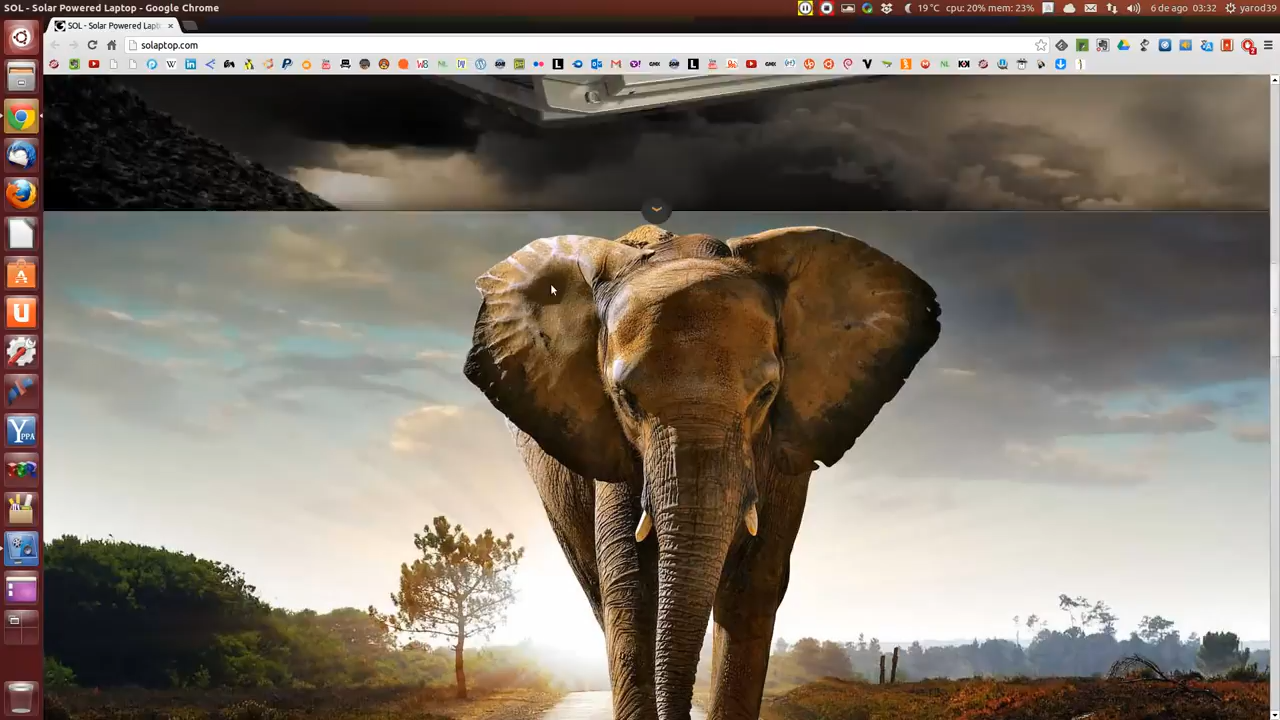 SOL - Solar Powered Laptop - Google Chrome
19°C
cpu: 20% mem: 23%
6 de ago 03:32
yarod39
SOL - Solar Powered Lapto
solaptop.com